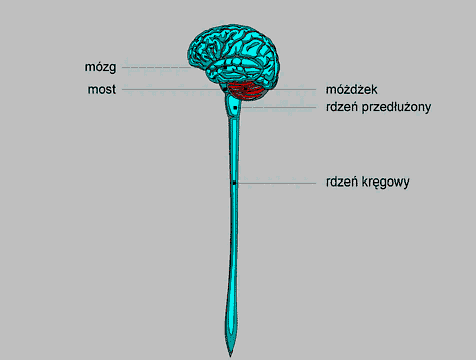 mózg
most
móżdżek
rdzeń przedłużony
rdzeń kręgowy